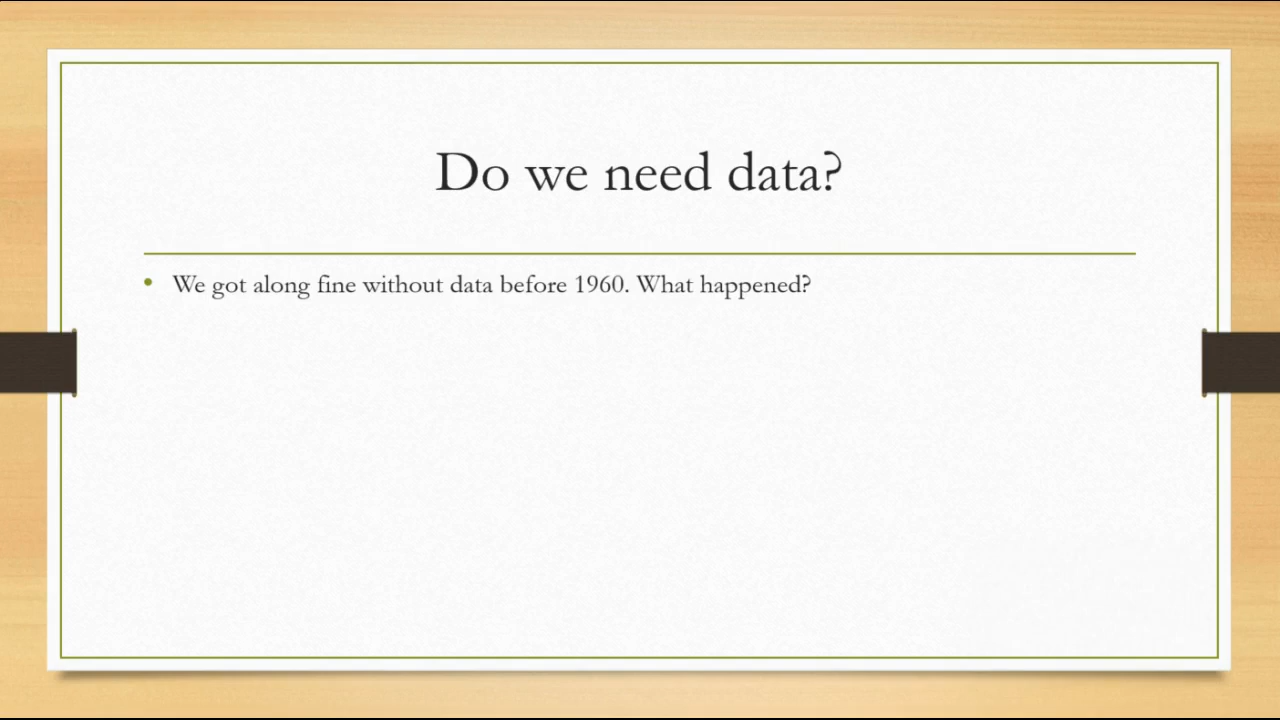 Do we need data?
• We got along fine without data before 1960. What happened?